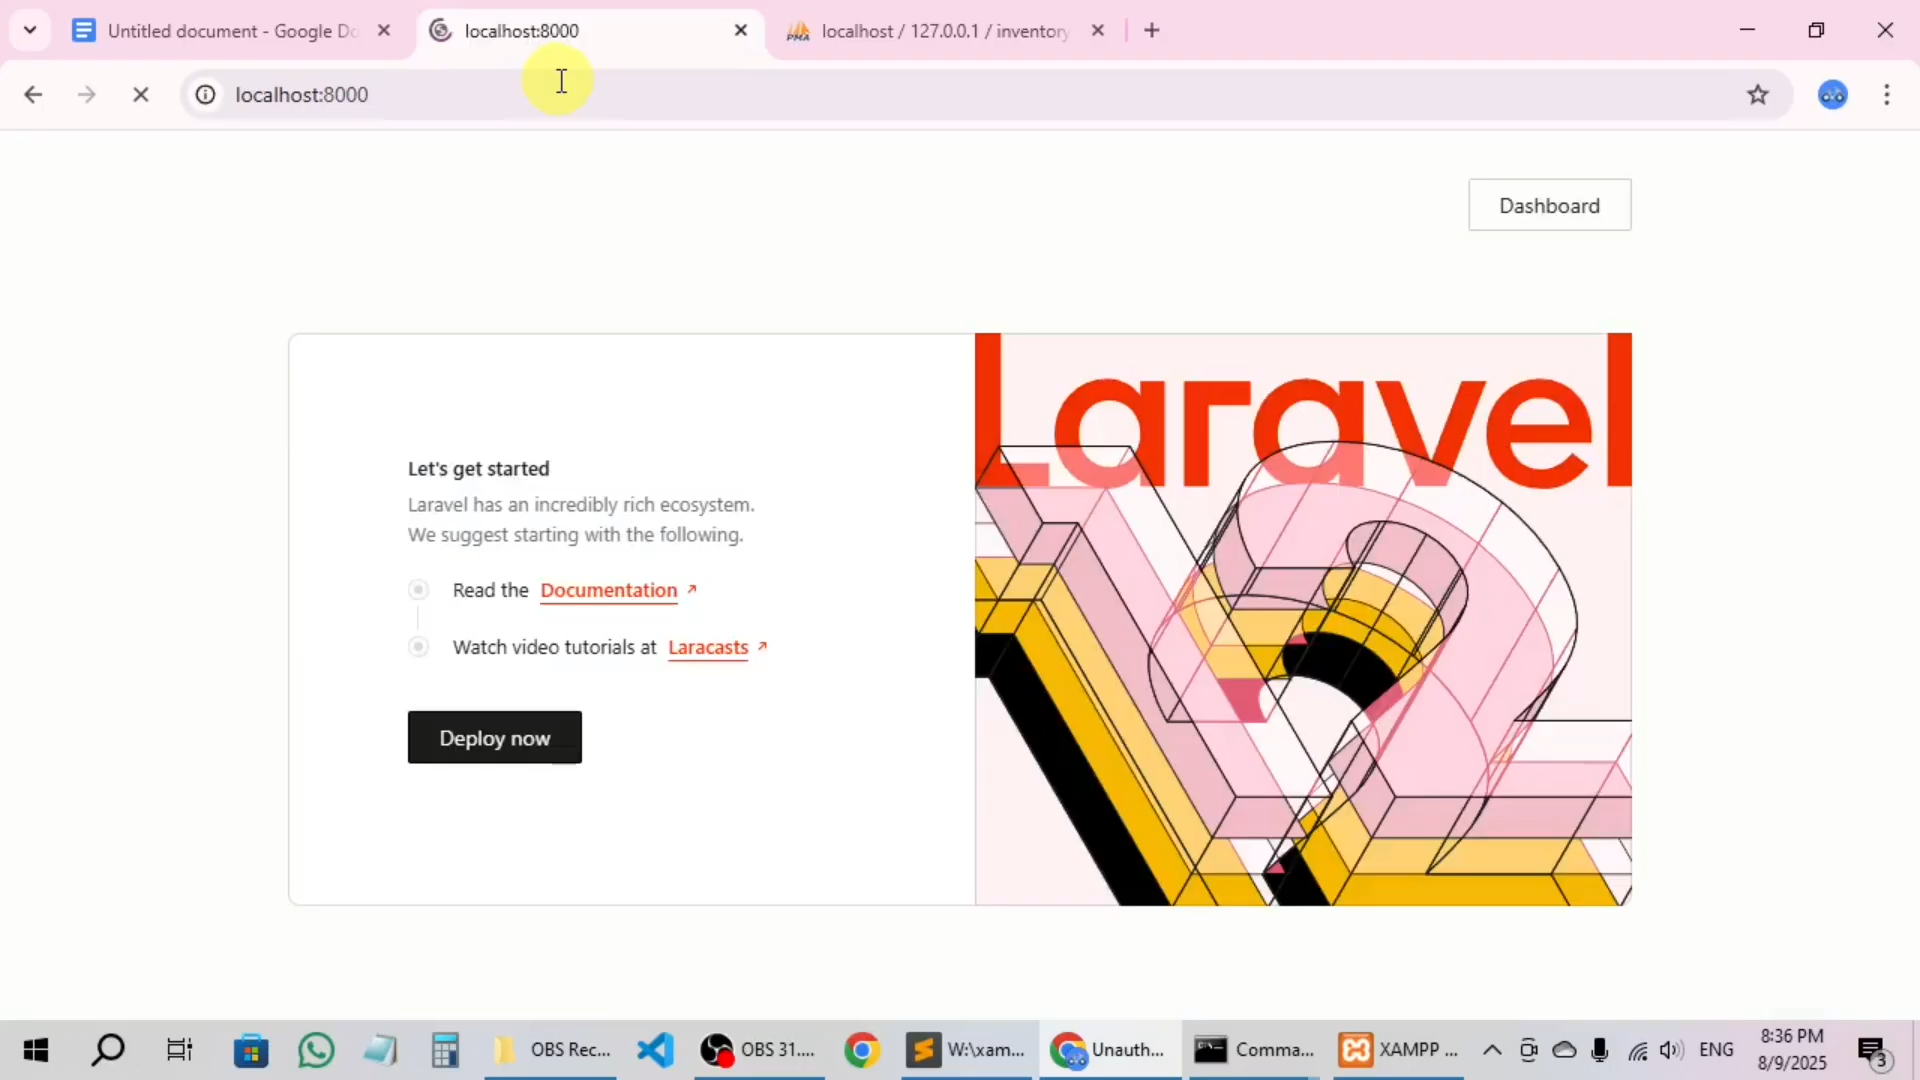 Untitled document - Google Do
localhost:8000
localhost / 127.0.0.1 / inventory
localhost:8000
Dashboard
Laravel
Let's get started
Laravel has an incredibly rich ecosystem.
We suggest starting with the following.
Read the Documentation
Watch video tutorials at Laracasts
Deploy now
OBS Rec...
OBS 31....
W:\xam...
Unauth...
Comma...
XAMPP ...
ENG
8:36 PM
8/9/2025
3